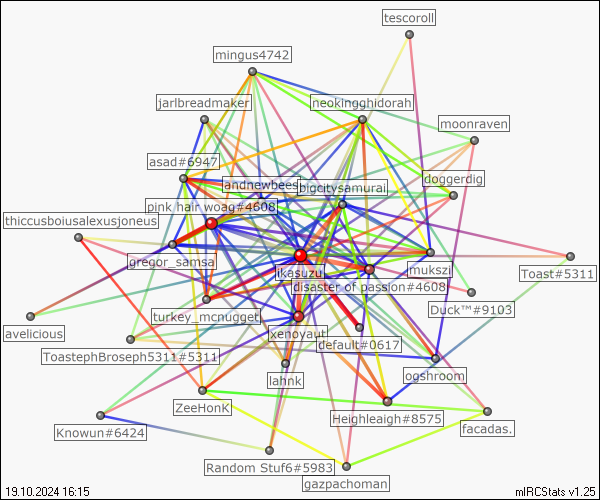 tescoroll
mingus4742
jarlbreadmaker
neokingghidorah
moonraven
asad#6947
andnewbees
bigcitysamurai
doggerdig
pink hair woag#4608
thiccusboiusalexusjoneus
gregor_samsa
ikasuzu
mukszi
Toast#5311
disaster of passion#4608
turkey_mcnugget
Duck™#9103
avelicious
xenoyaut
default#0617
ToastephBroseph5311#5311
lahnk
ogshroom
ZeeHonK
Heighleaigh#8575
facadas.
Knowun#6424
Random Stuf6#5983
gazpachoman
19.10.2024 16:15
mIRCStats v1.25